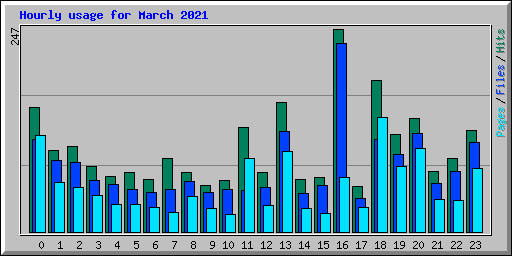 Hourly usage for March 2021
247
Pages/Files/Hits
0 1 2 3 4 5 6 7 8 9 10 11 12 13 14 15 16 17 18 19 20 21 22 23